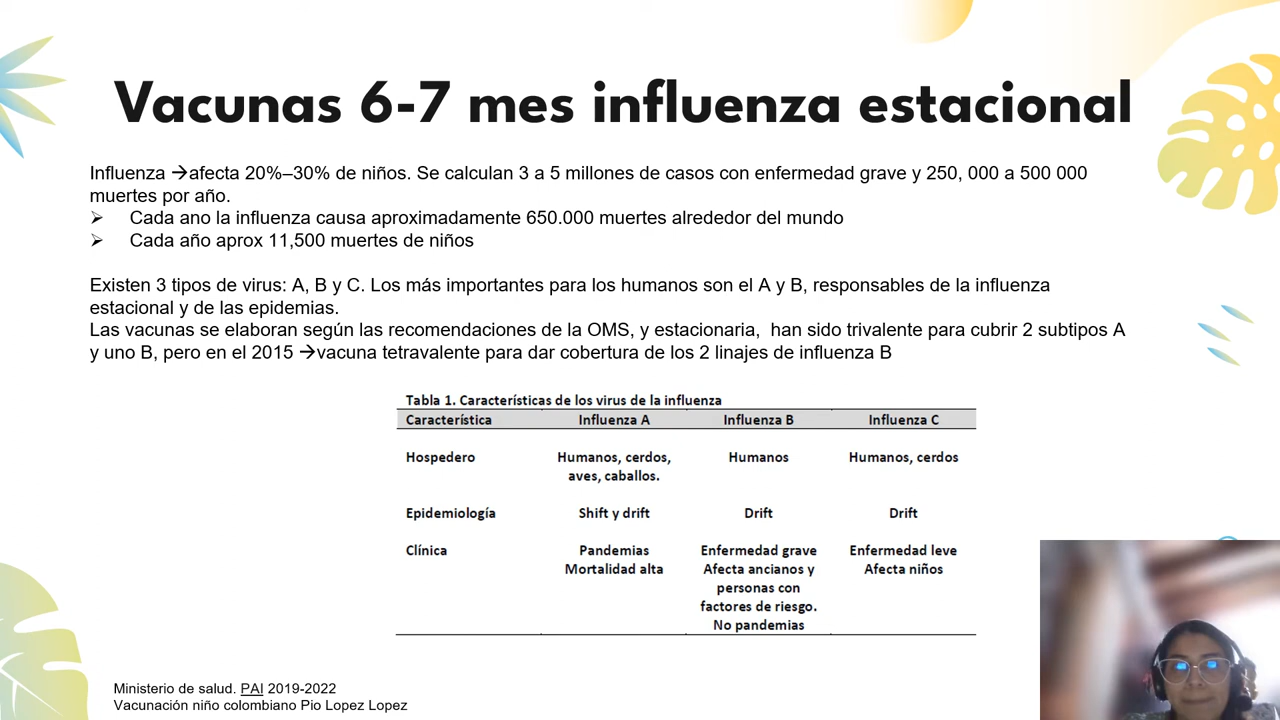 Vacunas 6-7 mes influenza estacional
Influenza →afecta 20%–30% de niños. Se calculan 3 a 5 millones de casos con enfermedad grave y 250, 000 a 500 000
muertes por año.
➢ Cada ano la influenza causa aproximadamente 650.000 muertes alrededor del mundo
➢ Cada año aprox 11,500 muertes de niños
Existen 3 tipos de virus: A, B y C. Los más importantes para los humanos son el A y B, responsables de la influenza
estacional y de las epidemias.
Las vacunas se elaboran según las recomendaciones de la OMS, y estacionaria, han sido trivalente para cubrir 2 subtipos A
y uno B, pero en el 2015 →vacuna tetravalente para dar cobertura de los 2 linajes de influenza B
Tabla 1. Características de los virus de la influenza
Característica Influenza A Influenza B Influenza C
Hospedero Humanos, cerdos, Humanos Humanos, cerdos
aves, caballos.
Epidemiología Shift y drift Drift Drift
Clínica Pandemias Enfermedad grave Enfermedad leve
Mortalidad alta Afecta ancianos y Afecta niños
personas con
factores de riesgo.
No pandemias
Ministerio de salud. PAI 2019-2022
Vacunación niño colombiano Pio Lopez Lopez